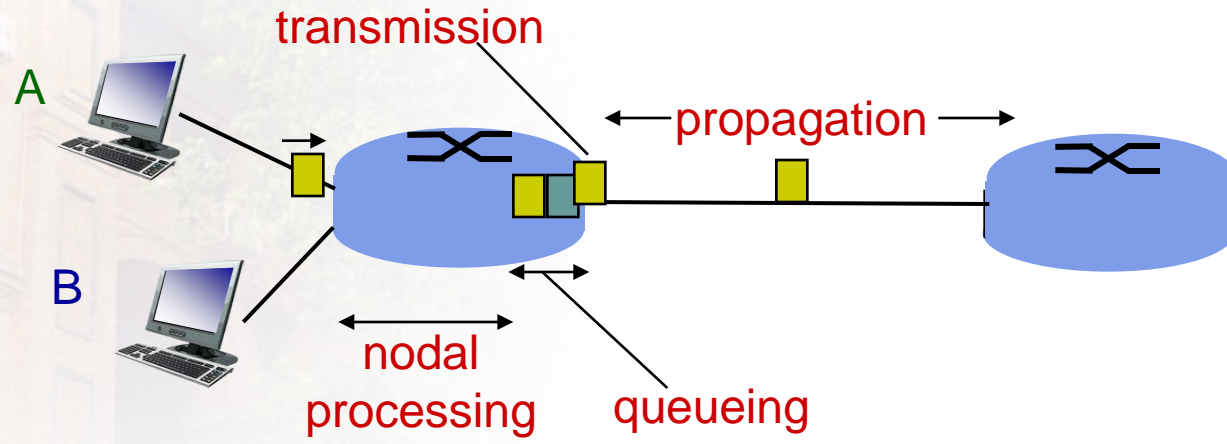 transmission
A
propagation
B
nodal
processing
queueing